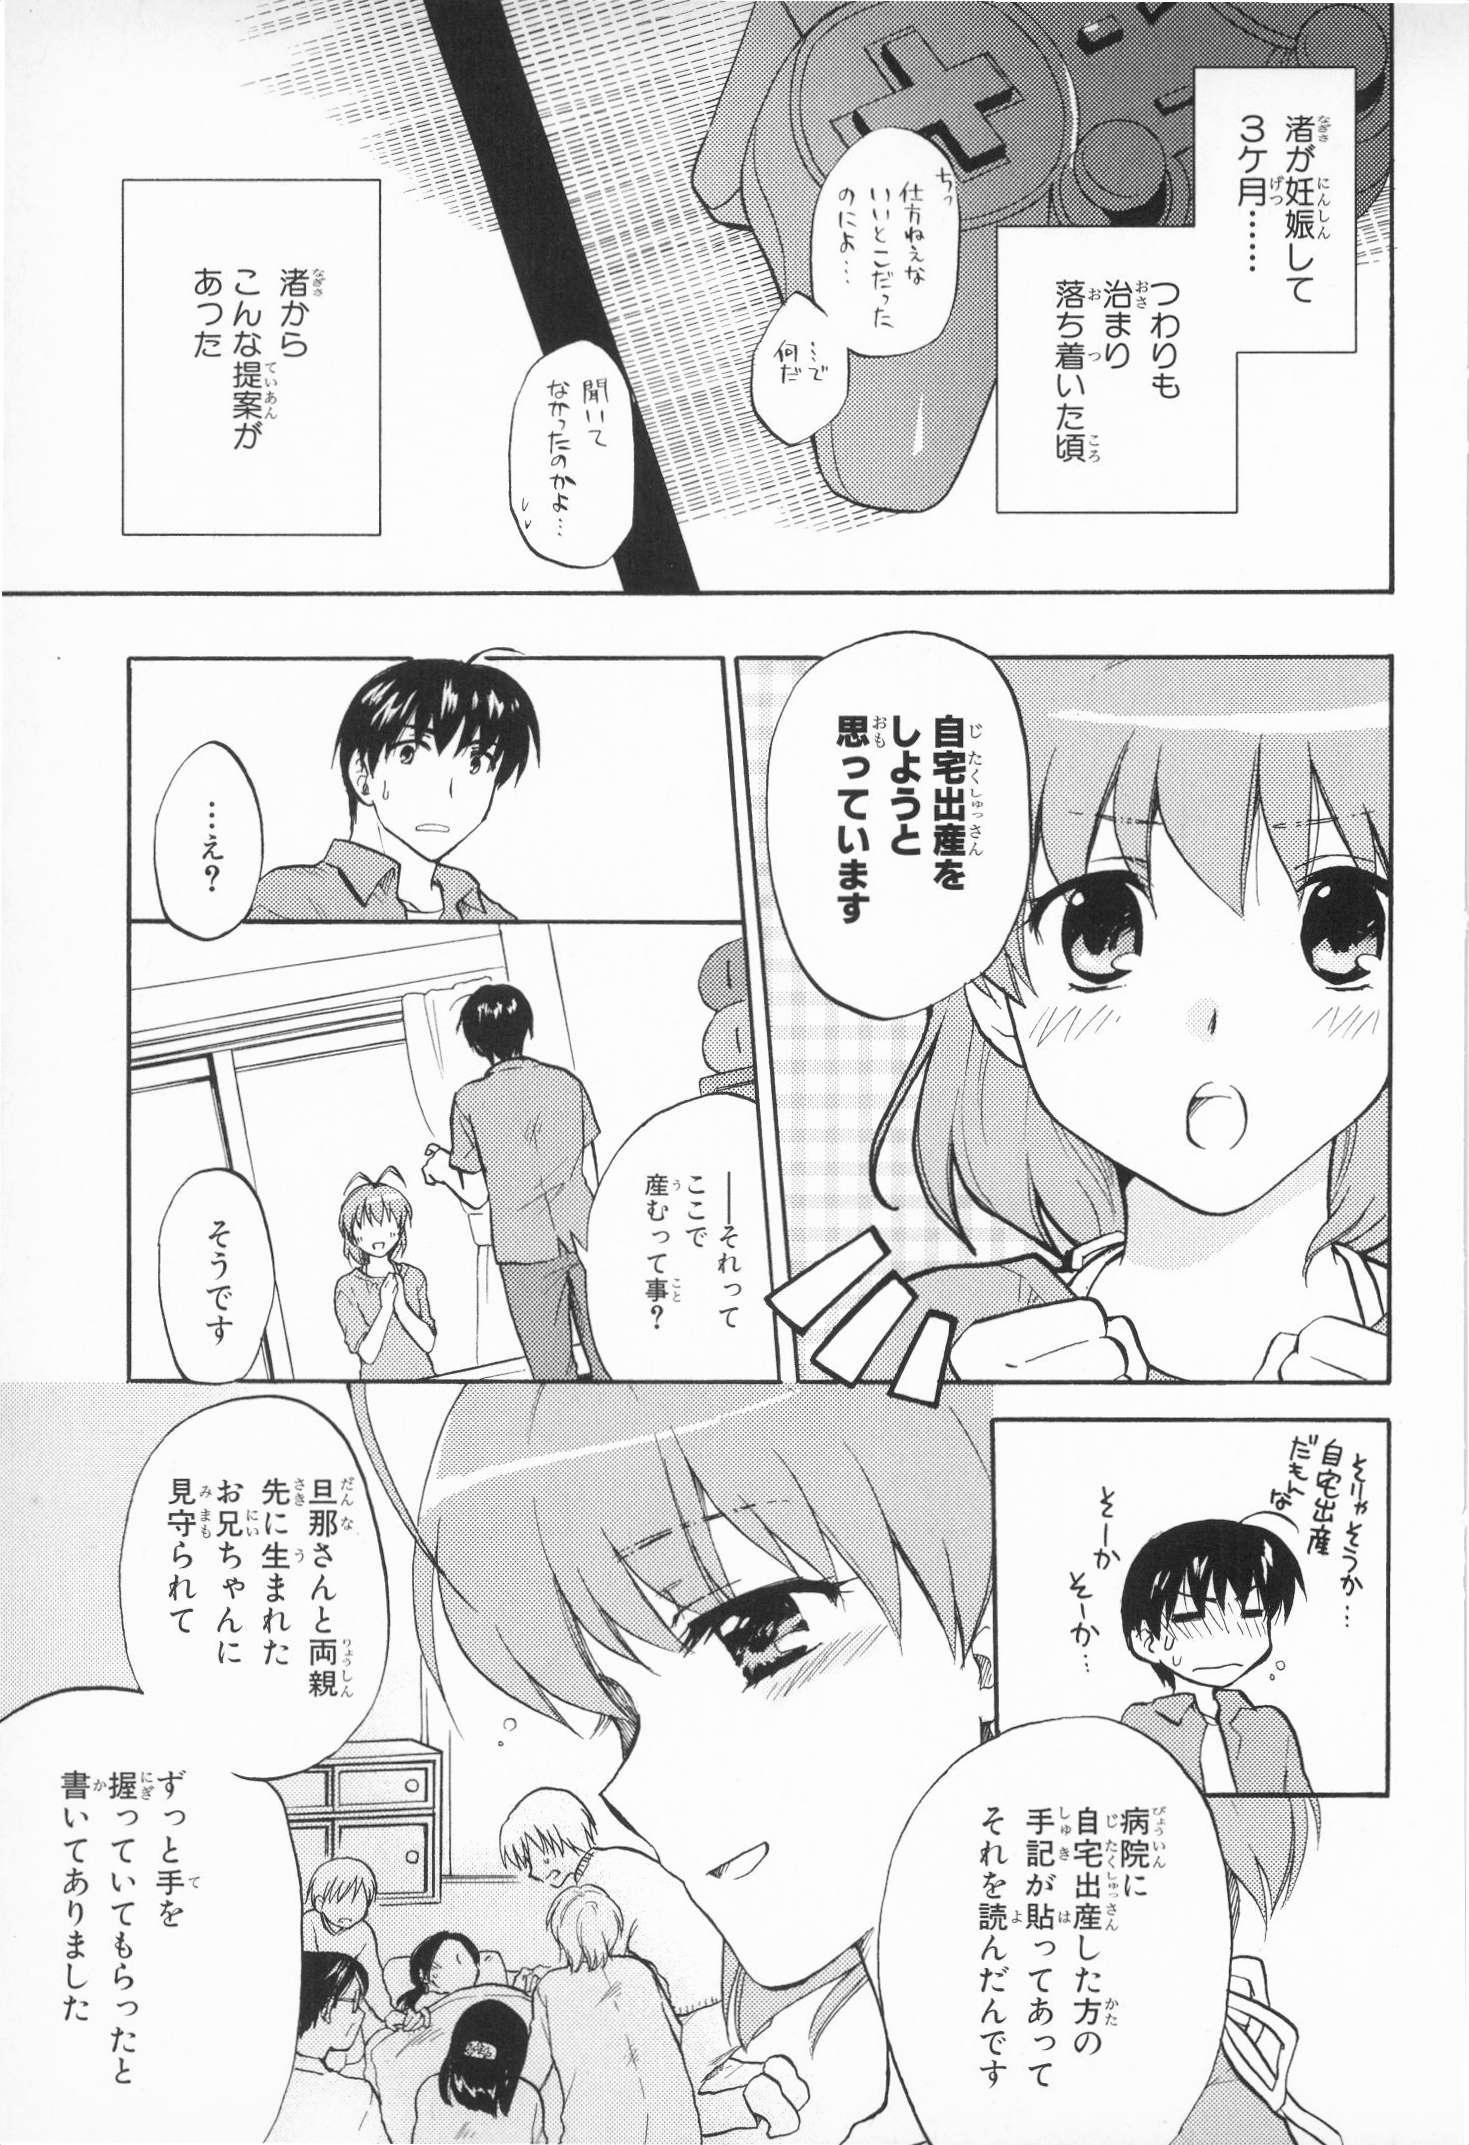 渚が妊娠して
3ケ月……
つわりも
治まり
落ち着いた頃
ちっ
仕方ねぇな
いいとこだった
のによ…
…で
何だ
聞いて
なかったのかよ…
渚から
こんな提案が
あった
自宅出産を
しようと
思っています
…え?
――それって
ここで
産むって事?
そうです
そりゃそうか…
自宅出産
だもんな
そーか
そーか…
病院に
自宅出産した方の
手記が貼ってあって
それを読んだんです
旦那さんと両親
先に生まれた
お兄ちゃんに
見守られて
ずっと手を
握っていてもらったと
書いてありました